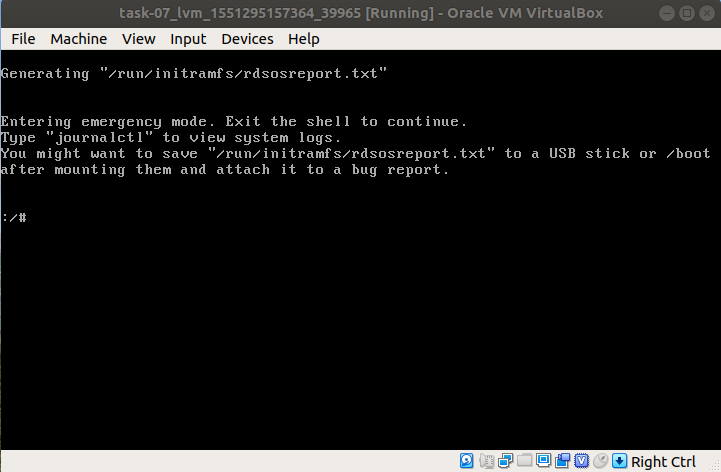 task-07_lvm_1551295157364_39965 [Running] - Oracle VM VirtualBox
File Machine View Input Devices Help
Generating "/run/initramfs/rdsosreport.txt"
Entering emergency mode. Exit the shell to continue.
Type "journalctl" to view system logs.
You might want to save "/run/initramfs/rdsosreport.txt" to a USB stick or /boot
after mounting them and attach it to a bug report.
:/#
Right Ctrl